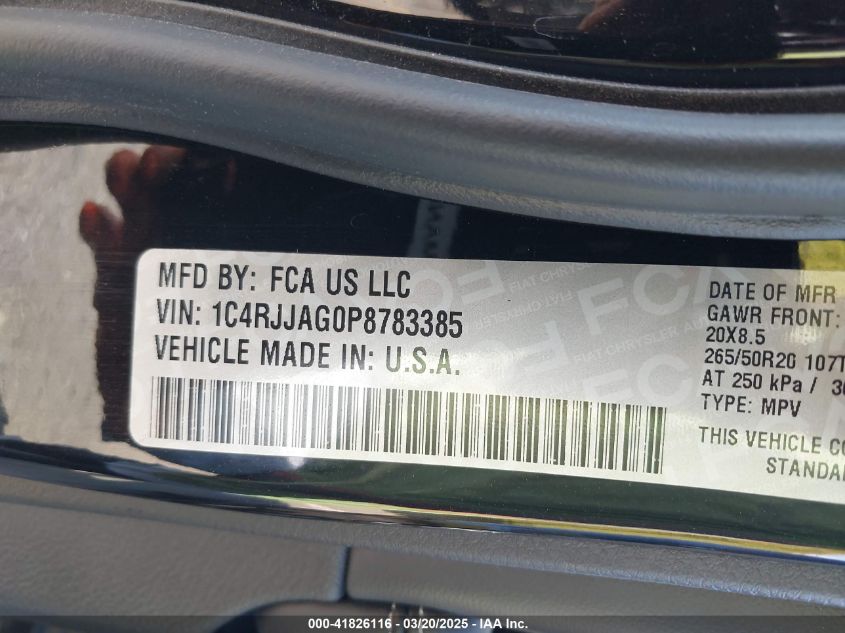 MFD BY: FCA US LLC
VIN: 1C4RJJAG0P8783385
VEHICLE MADE IN: U.S.A.
DATE OF MFR
GAWR FRONT:
20X8.5
265/50R20 107T
AT 250 kPa /
TYPE: MPV
THIS VEHICLE
000-41826116 - 03/20/2025 - IAA Inc.